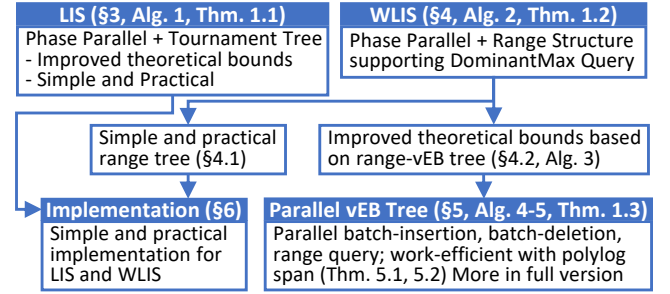 LIS (§3, Alg. 1, Thm. 1.1)
Phase Parallel + Tournament Tree
- Improved theoretical bounds
- Simple and Practical
WLIS (§4, Alg. 2, Thm. 1.2)
Phase Parallel + Range Structure
supporting DominantMax Query
Simple and practical
range tree (§4.1)
Improved theoretical bounds based
on range-vEB tree (§4.2, Alg. 3)
Implementation (§6)
Simple and practical
implementation for
LIS and WLIS
Parallel vEB Tree (§5, Alg. 4-5, Thm. 1.3)
Parallel batch-insertion, batch-deletion,
range query; work-efficient with polylog
span (Thm. 5.1, 5.2) More in full version